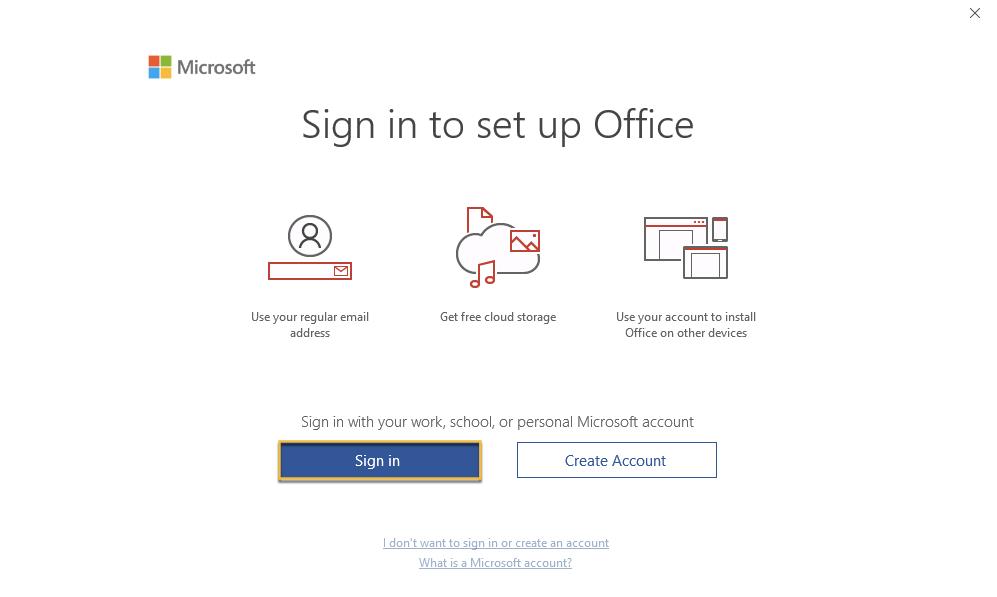 Microsoft
Sign in to set up Office
Use your regular email
address
Get free cloud storage
Use your account to install
Office on other devices
Sign in with your work, school, or personal Microsoft account
Sign in
Create Account
I don't want to sign in or create an account
What is a Microsoft account?